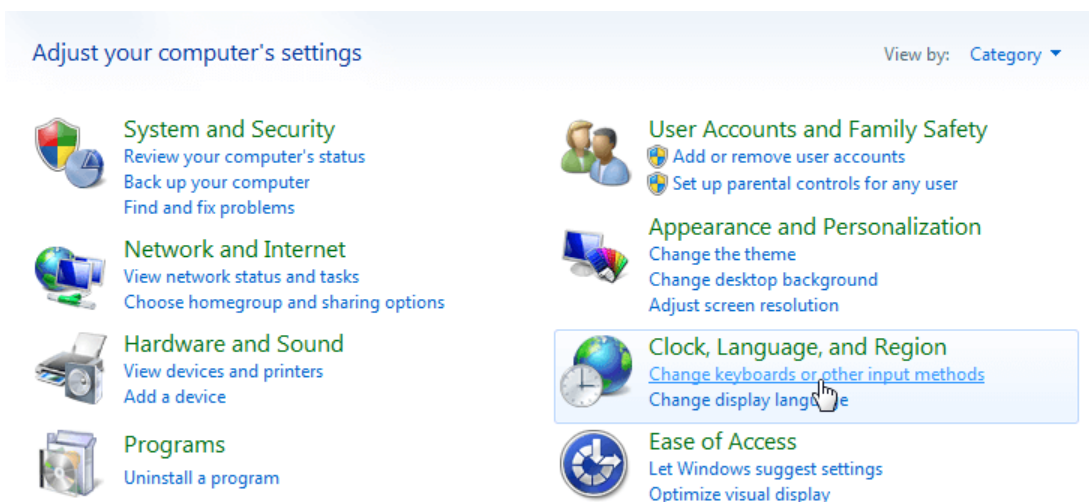 Adjust your computer's settings
View by: Category
System and Security
Review your computer's status
Back up your computer
Find and fix problems
Network and Internet
View network status and tasks
Choose homegroup and sharing options
Hardware and Sound
View devices and printers
Add a device
Programs
Uninstall a program
User Accounts and Family Safety
Add or remove user accounts
Set up parental controls for any user
Appearance and Personalization
Change the theme
Change desktop background
Adjust screen resolution
Clock, Language, and Region
Change keyboards or other input methods
Change display language
Ease of Access
Let Windows suggest settings
Optimize visual display